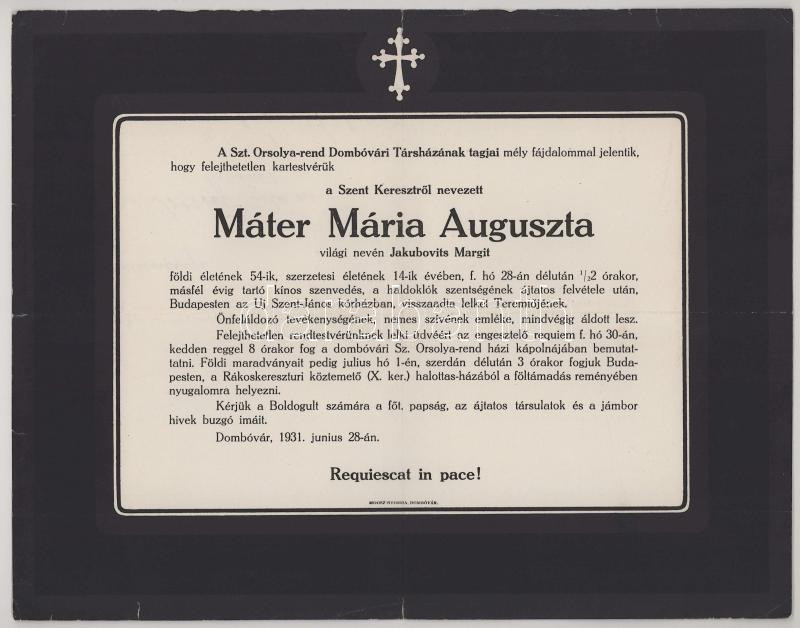 A Szt. Orsolya-rend Dombóvári Társházának tagjai mély fájdalommal jelentik,
hogy felejthetetlen kartestvérük
a Szent Keresztről nevezett
Máter Mária Auguszta
világi nevén Jakubovits Margit
földi életének 54-ik, szerzetesi életének 14-ik évében, f. hó 28-án délután 1/2 2 órakor,
másfél évig tartó kínos szenvedés, a haldoklók szentségének ájtatos felvétele után,
Budapesten az Uj Szent-János kórházban, visszaadta lelkét Teremtőjének.
Önfeláldozó tevékenységének, nemes szívének emléke, mindvégig áldott lesz.
Felejthetetlen rendtestvérünknek lelki üdvéért az engesztelő requiem f. hó 30-án,
kedden reggel 8 órakor fog a dombóvári Sz. Orsolya-rend házi kápolnájában bemutat-
tatni. Földi maradványait pedig julius hó 1-én, szerdán délután 3 órakor fogjuk Buda-
pesten, a Rákoskereszturi köztemető (X. ker.) halottas-házából a föltámadás reményében
nyugalomra helyezni.
Kérjük a Boldogult számára a főt. papság, az ájtatos társulatok és a jámbor
hivek buzgó imáit.
Dombóvár, 1931. junius 28-án.
Requiescat in pace!
NYOMDA, DOMBÓVÁR.